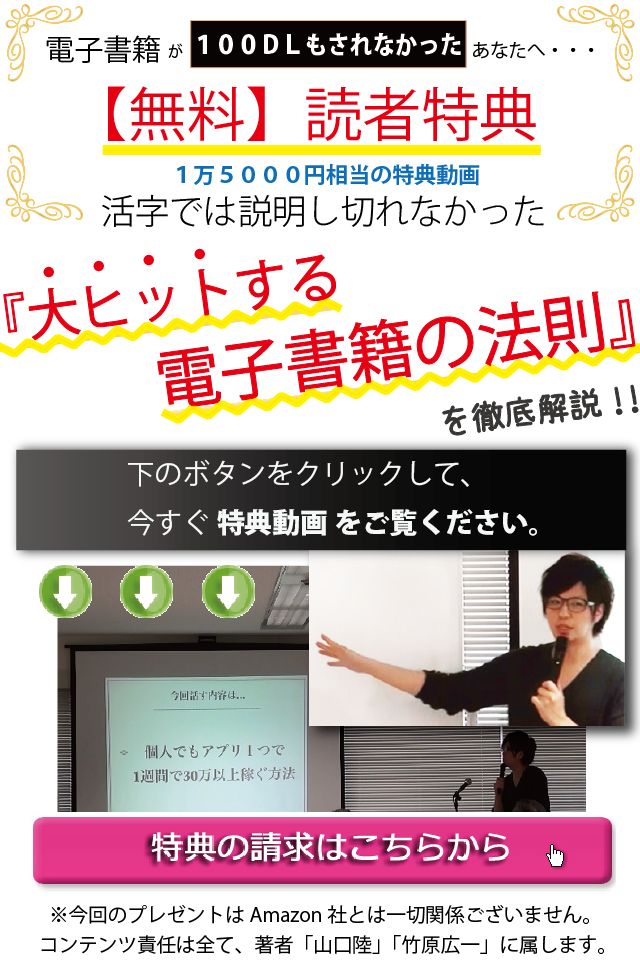 電子書籍が１００ＤＬもされなかったあなたへ・・・
【無料】読者特典
１万５０００円相当の特典動画
活字では説明し切れなかった
『大ヒットする
電子書籍の法則』
を徹底解説！！
下のボタンをクリックして、
今すぐ特典動画をご覧ください。
今回話す内容は...
個人でもアプリ１つで
1週間で30万以上稼ぐ方法
特典の請求はこちらから
※今回のプレゼントは Amazon 社とは一切関係ございません。
コンテンツ責任は全て、著者「山口陸」「竹原広一」に属します。